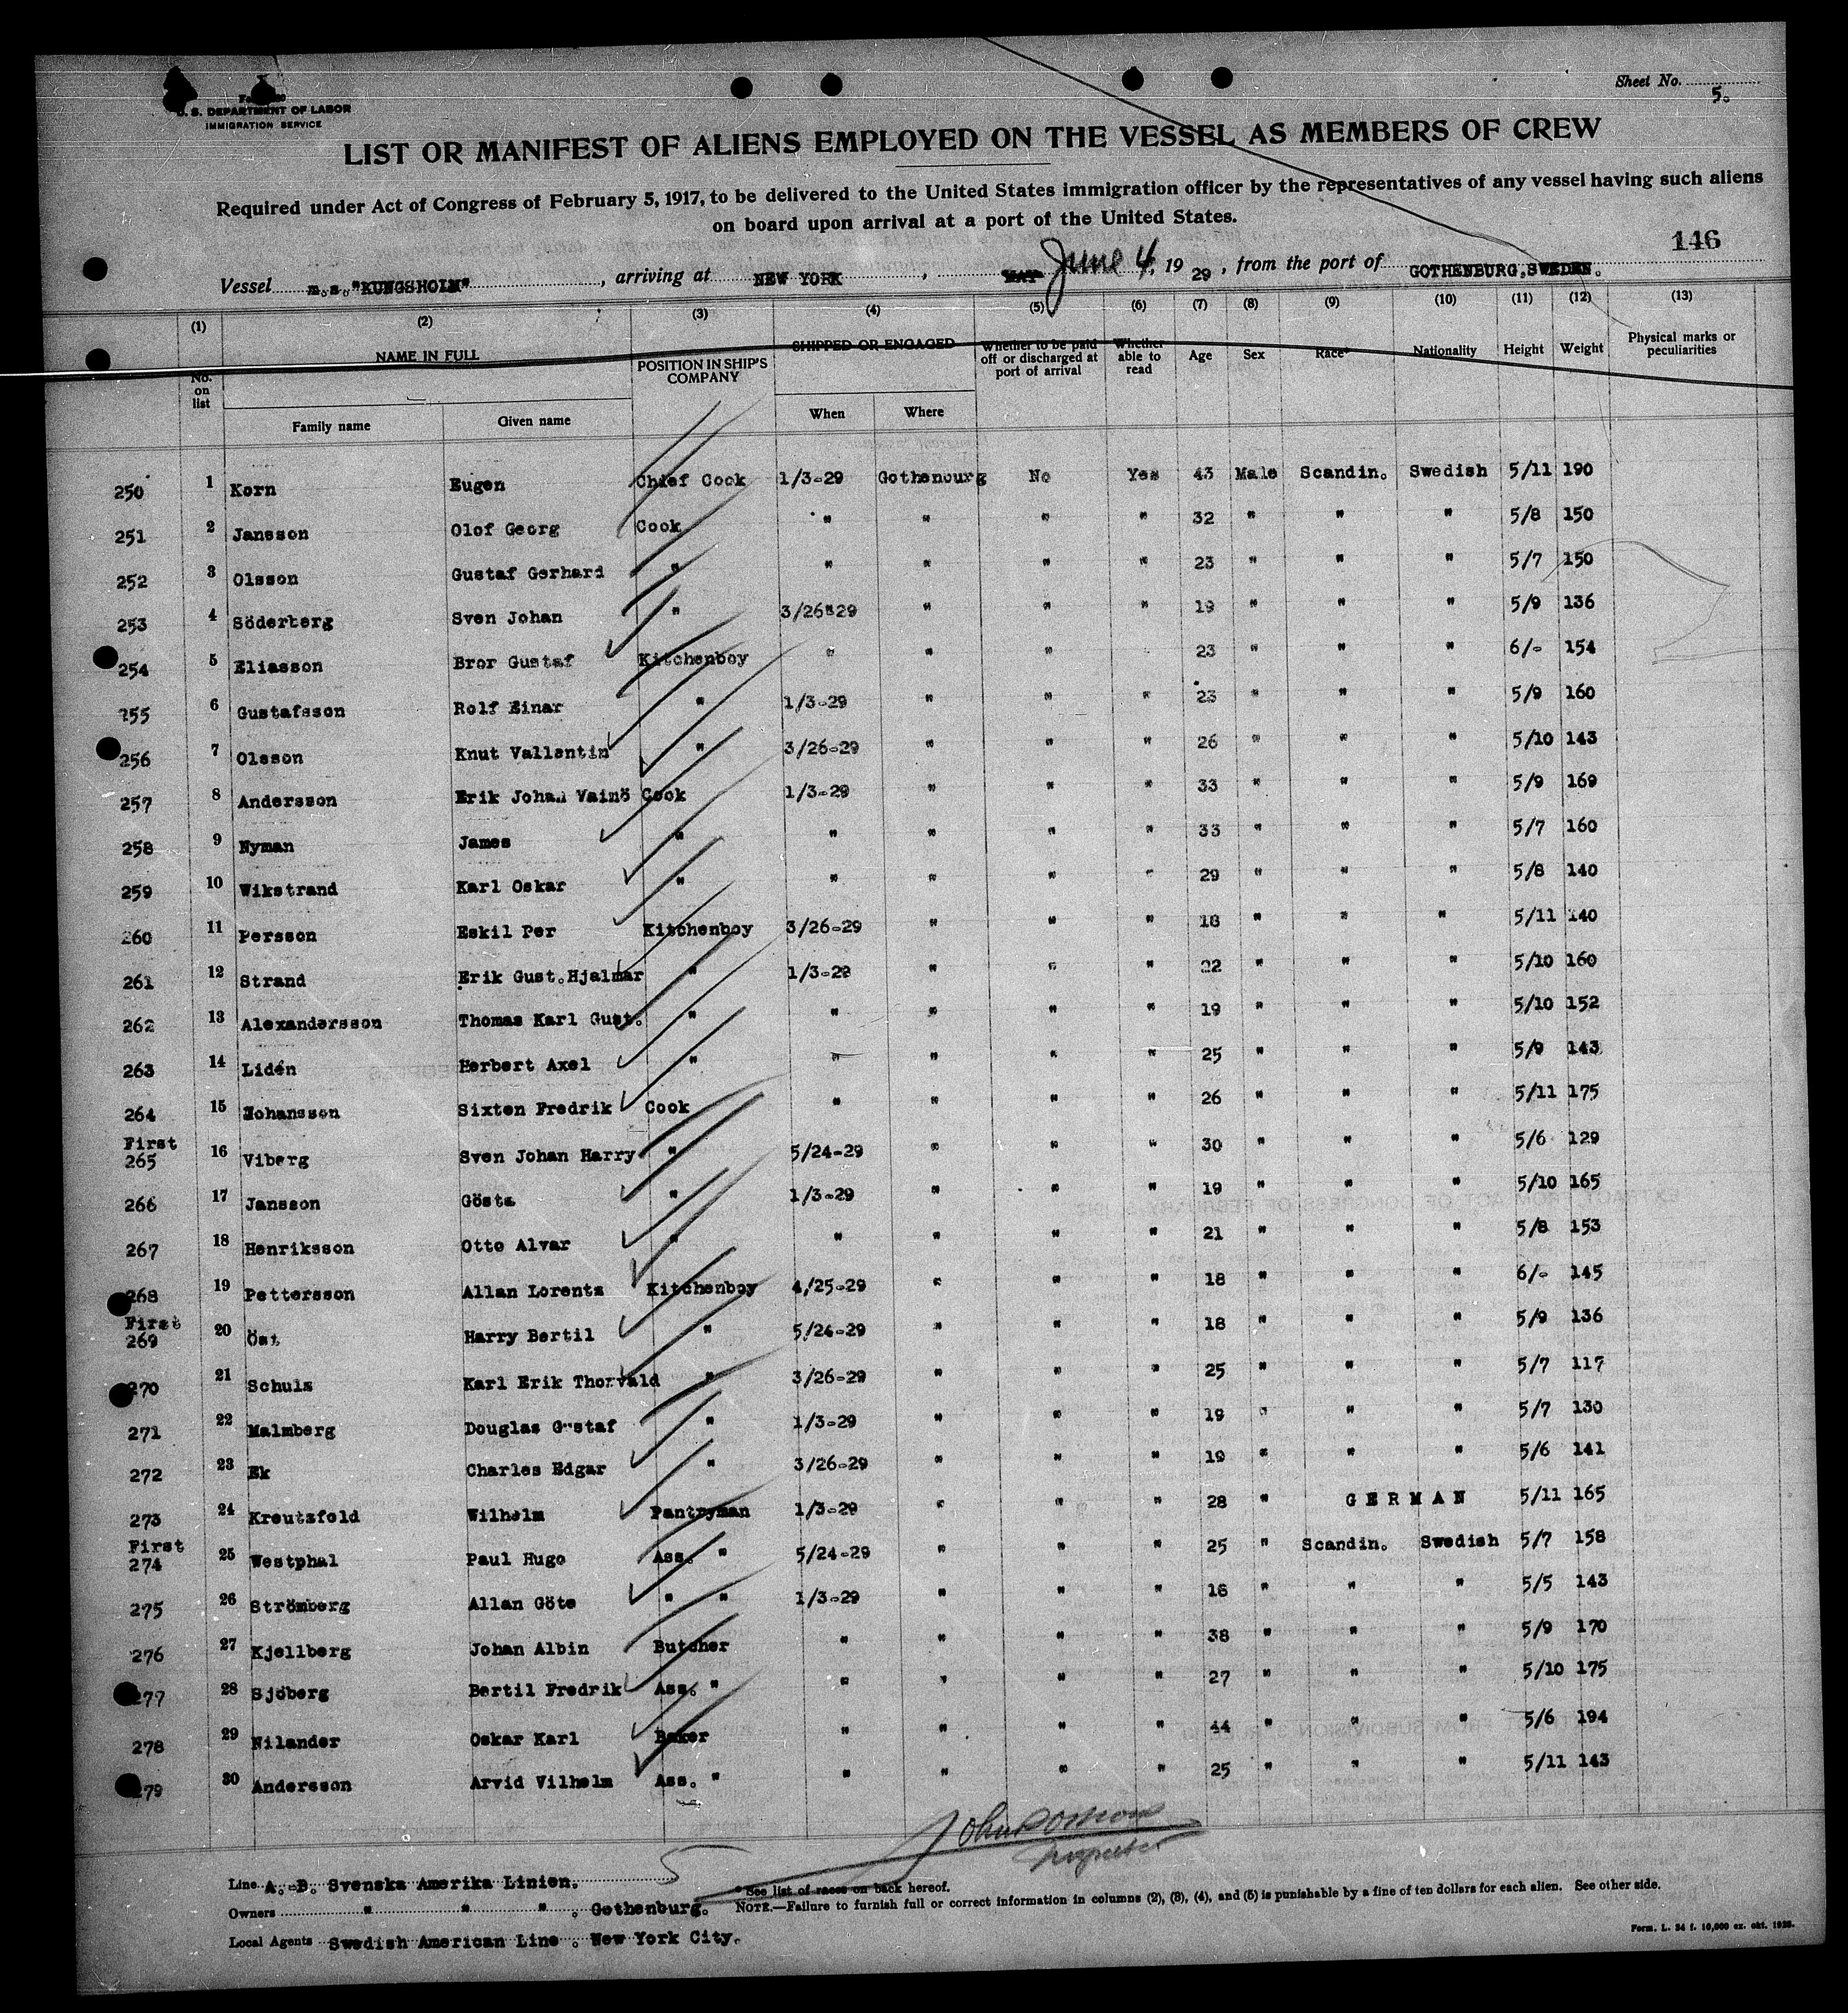 Sheet No. 5.
U. S. DEPARTMENT OF LABOR
IMMIGRATION SERVICE
LIST OR MANIFEST OF ALIENS EMPLOYED ON THE VESSEL AS MEMBERS OF CREW
Required under Act of Congress of February 5, 1917, to be delivered to the United States immigration officer by the representatives of any vessel having such aliens
on board upon arrival at a port of the United States.
146
Vessel m.s. "KUNGSHOLM", arriving at NEW YORK, MAY June 4, 1929, from the port of GOTHENBURG, SWEDEN.
(1) (2) (3) (4) (5) (6) (7) (8) (9) (10) (11) (12) (13)
No. on list NAME IN FULL POSITION IN SHIP'S COMPANY SHIPPED OR ENGAGED Whether to be paid off or discharged at port of arrival Whether able to read Age Sex Race* Nationality Height Weight Physical marks or peculiarities
Family name Given name When Where
250 1 Korn Eugen Chief Cook 1/3-29 Gothenburg No Yes 43 Male Scandin. Swedish 5/11 190
251 2 Jansson Olof Georg Cook " " " " 32 " " " 5/8 150
252 3 Olsson Gustaf Gerhard " " " " " 23 " " " 5/7 150
253 4 Söderberg Sven Johan " 3/26-29 " " " 19 " " " 5/9 136
254 5 Eliasson Bror Gustaf Kitchenboy " " " " 23 " " " 6/- 154
255 6 Gustafsson Rolf Einar " 1/3-29 " " " 23 " " " 5/9 160
256 7 Olsson Knut Vallentin " 3/26-29 " " " 26 " " " 5/10 143
257 8 Andersson Erik Johan Vainö Cook 1/3-29 " " " 33 " " " 5/9 169
258 9 Nyman James " " " " " 33 " " " 5/7 160
259 10 Wikstrand Karl Oskar " " " " " 29 " " " 5/8 140
260 11 Persson Eskil Per Kitchenboy 3/26-29 " " " 18 " " " 5/11 140
261 12 Strand Erik Gust. Hjalmar " 1/3-29 " " " 22 " " " 5/10 160
262 13 Alexandersson Thomas Karl Gust. " " " " " 19 " " " 5/10 152
263 14 Lidén Herbert Axel " " " " " 25 " " " 5/9 143
264 15 Johansson Sixten Fredrik Cook " " " " 26 " " " 5/11 175
First
265 16 Viberg Sven Johan Harry " 5/24-29 " " " 30 " " " 5/6 129
266 17 Jansson Gösta " 1/3-29 " " " 19 " " " 5/10 165
267 18 Henriksson Otto Alvar " " " " " 21 " " " 5/8 153
268 19 Pettersson Allan Lorentz Kitchenboy 4/25-29 " " " 18 " " " 6/- 145
First
269 20 Öst Harry Bertil " 5/24-29 " " " 18 " " " 5/9 136
270 21 Schulz Karl Erik Thorvald " 3/26-29 " " " 25 " " " 5/7 117
271 22 Malmberg Douglas Gustaf " 1/3-29 " " " 19 " " " 5/7 130
272 23 Ek Charles Edgar " 3/26-29 " " " 19 " " " 5/6 141
273 24 Kreutzfeld Wilhelm Pantryman 1/3-29 " " " 28 " GERMAN 5/11 165
First
274 25 Westphal Paul Hugo Ass. " 5/24-29 " " " 25 " Scandin. Swedish 5/7 158
275 26 Strömberg Allan Göte " " 1/3-29 " " " 18 " " " 5/5 143
276 27 Kjellberg Johan Albin Butcher " " " " 38 " " " 5/9 170
277 28 Sjöberg Bertil Fredrik Ass. " " " " " 27 " " " 5/10 175
278 29 Nilander Oskar Karl Baker " " " " 44 " " " 5/6 194
279 30 Andersson Arvid Vilhelm Ass. " " " " " 25 " " " 5/11 143
Inspector
5
Line A.-B. Svenska Amerika Linien.
Owners " " " . Gothenburg.
Local Agents Swedish American Line . New York City.
* See list of races on back hereof.
NOTE.—Failure to furnish full or correct information in columns (2), (3), (4), and (5) is punishable by a fine of ten dollars for each alien. See other side.
Form. L. 34 f. 10,000 ex. okt. 1928.